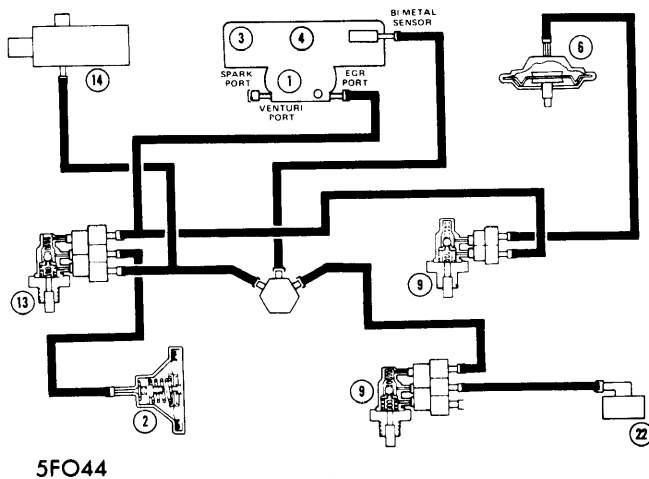 BI METAL
SENSOR
3
4
6
14
SPARK
PORT
1
EGR
PORT
VENTURI
PORT
13
9
2
9
22
5FO44